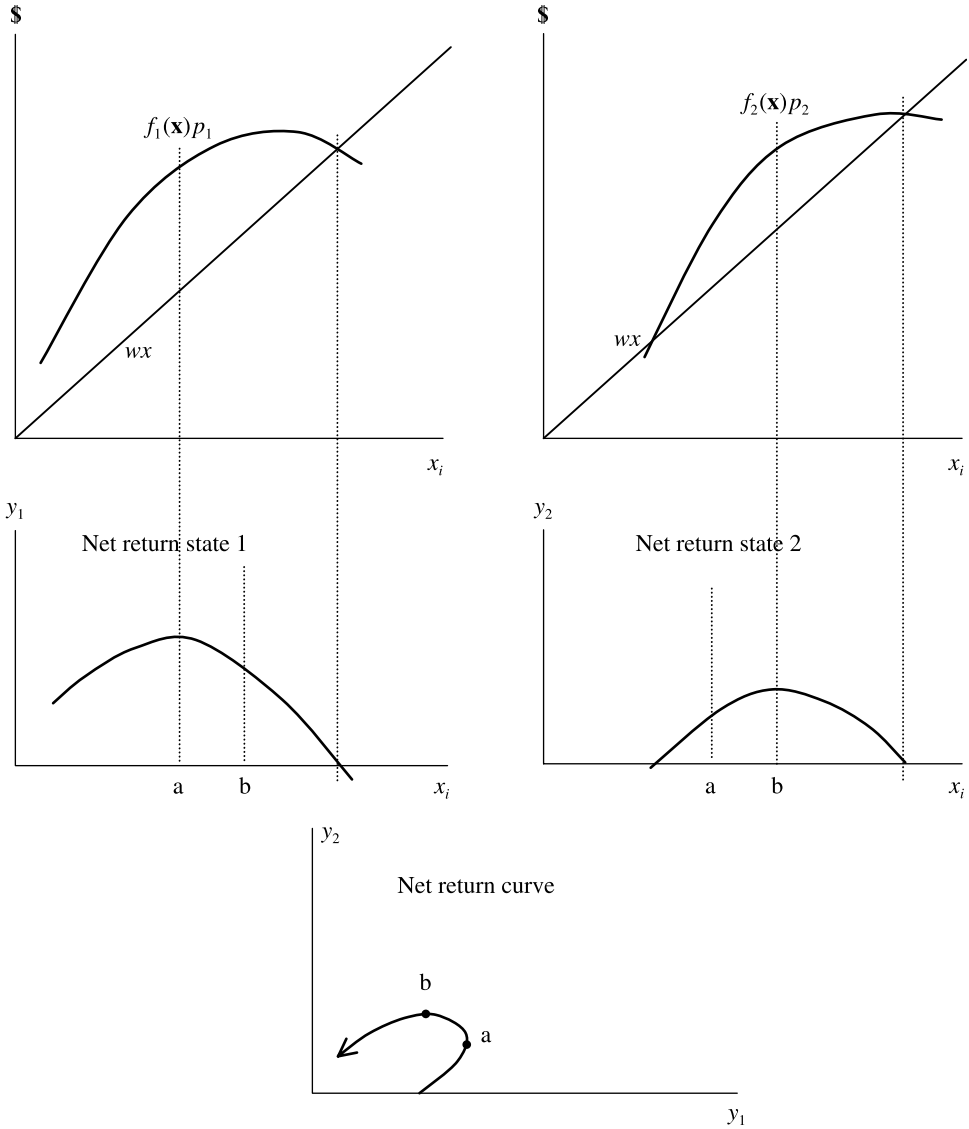 $ $
f₁(x)p₁ f₂(x)p₂
wx wx
xᵢ xᵢ
y₁ y₂
Net return state 1 Net return state 2
a b xᵢ a b xᵢ
y₂
Net return curve
b
a
y₁